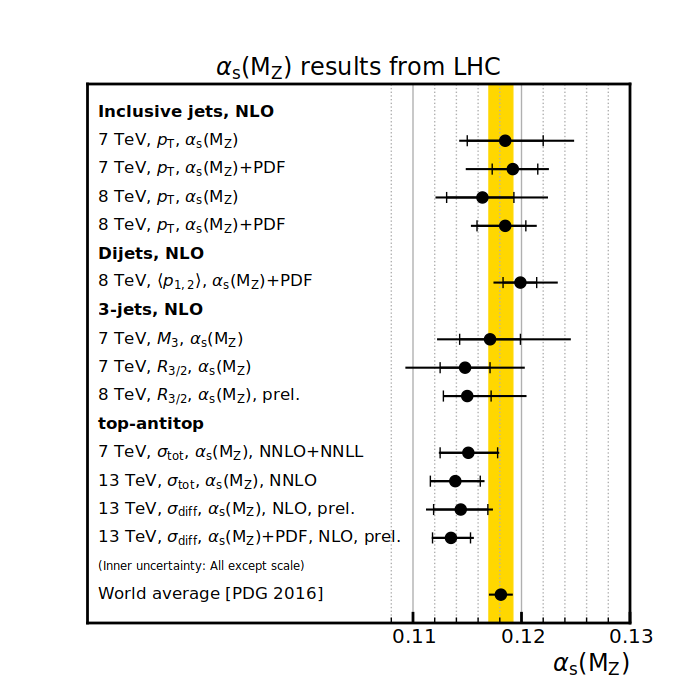 αs(MZ) results from LHC
Inclusive jets, NLO
7 TeV, pT, αs(MZ)
7 TeV, pT, αs(MZ)+PDF
8 TeV, pT, αs(MZ)
8 TeV, pT, αs(MZ)+PDF
Dijets, NLO
8 TeV, ⟨p1,2⟩, αs(MZ)+PDF
3-jets, NLO
7 TeV, M3, αs(MZ)
7 TeV, R3/2, αs(MZ)
8 TeV, R3/2, αs(MZ), prel.
top-antitop
7 TeV, σtot, αs(MZ), NNLO+NNLL
13 TeV, σtot, αs(MZ), NNLO
13 TeV, σdiff, αs(MZ), NLO, prel.
13 TeV, σdiff, αs(MZ)+PDF, NLO, prel.
(Inner uncertainty: All except scale)
World average [PDG 2016]
0.11 0.12 0.13
αs(MZ)